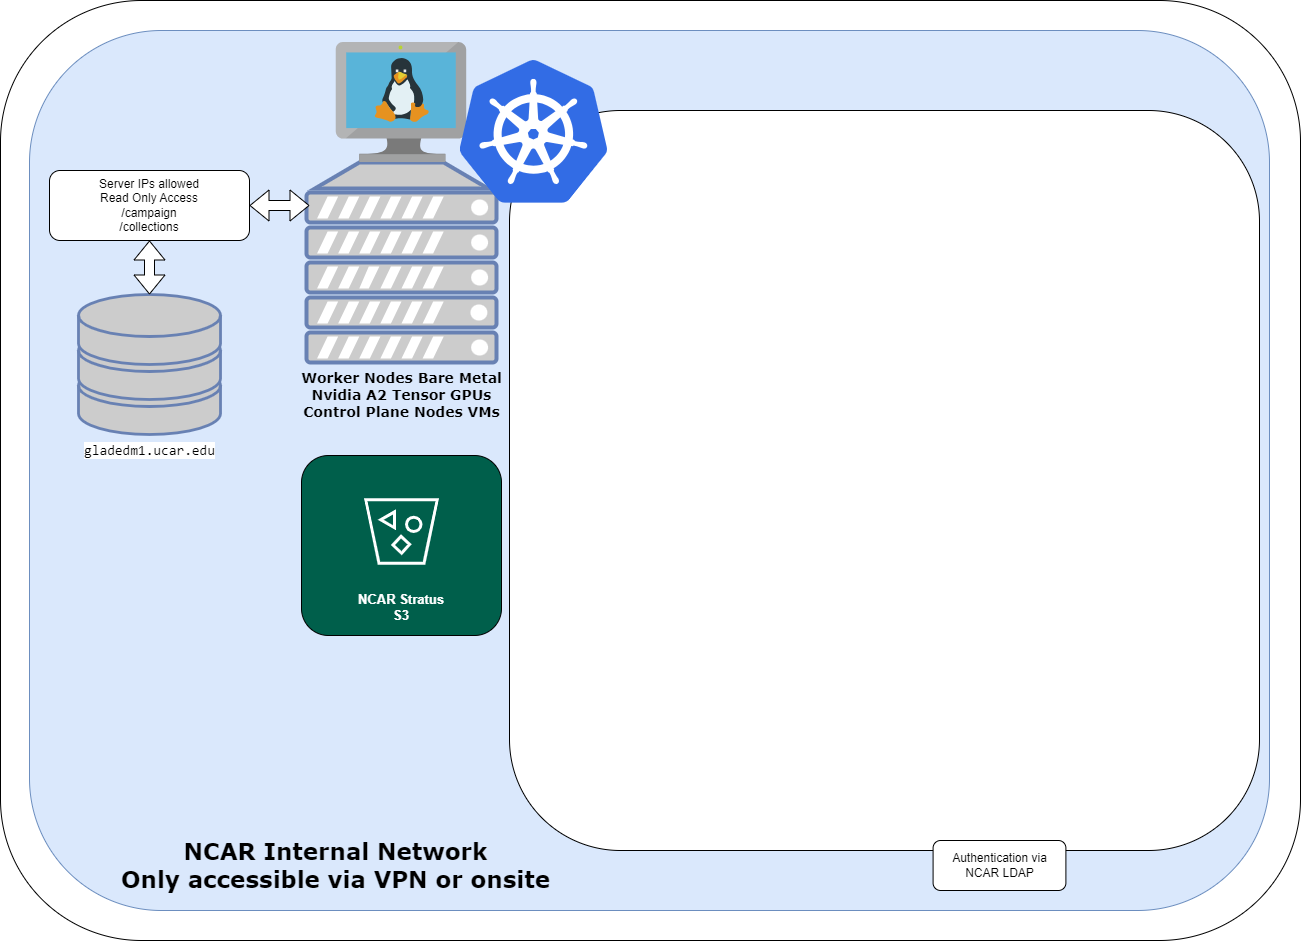 Server IPs allowed
Read Only Access
/campaign
/collections
gladedm1.ucar.edu
Worker Nodes Bare Metal
Nvidia A2 Tensor GPUs
Control Plane Nodes VMs
NCAR Stratus
S3
NCAR Internal Network
Only accessible via VPN or onsite
Authentication via
NCAR LDAP